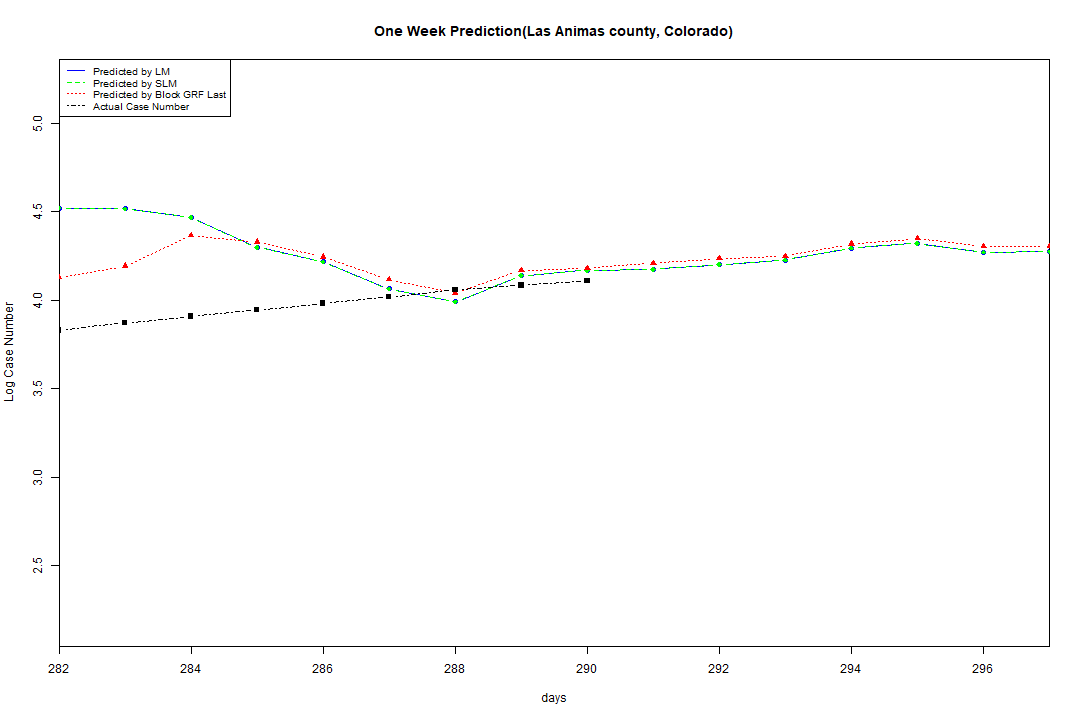 One Week Prediction(Las Animas county, Colorado)
Predicted by LM
Predicted by SLM
Predicted by Block GRF Last
Actual Case Number
5.0
4.5
4.0
3.5
3.0
2.5
Log Case Number
282 284 286 288 290 292 294 296
days